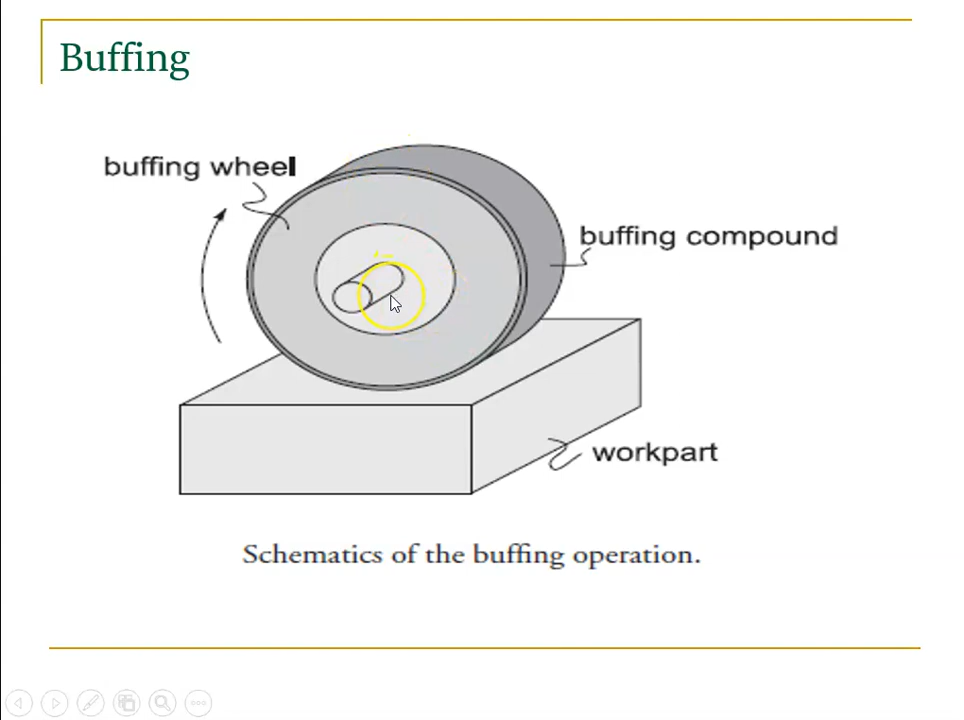 Buffing
buffing wheel
buffing compound
workpart
Schematics of the buffing operation.